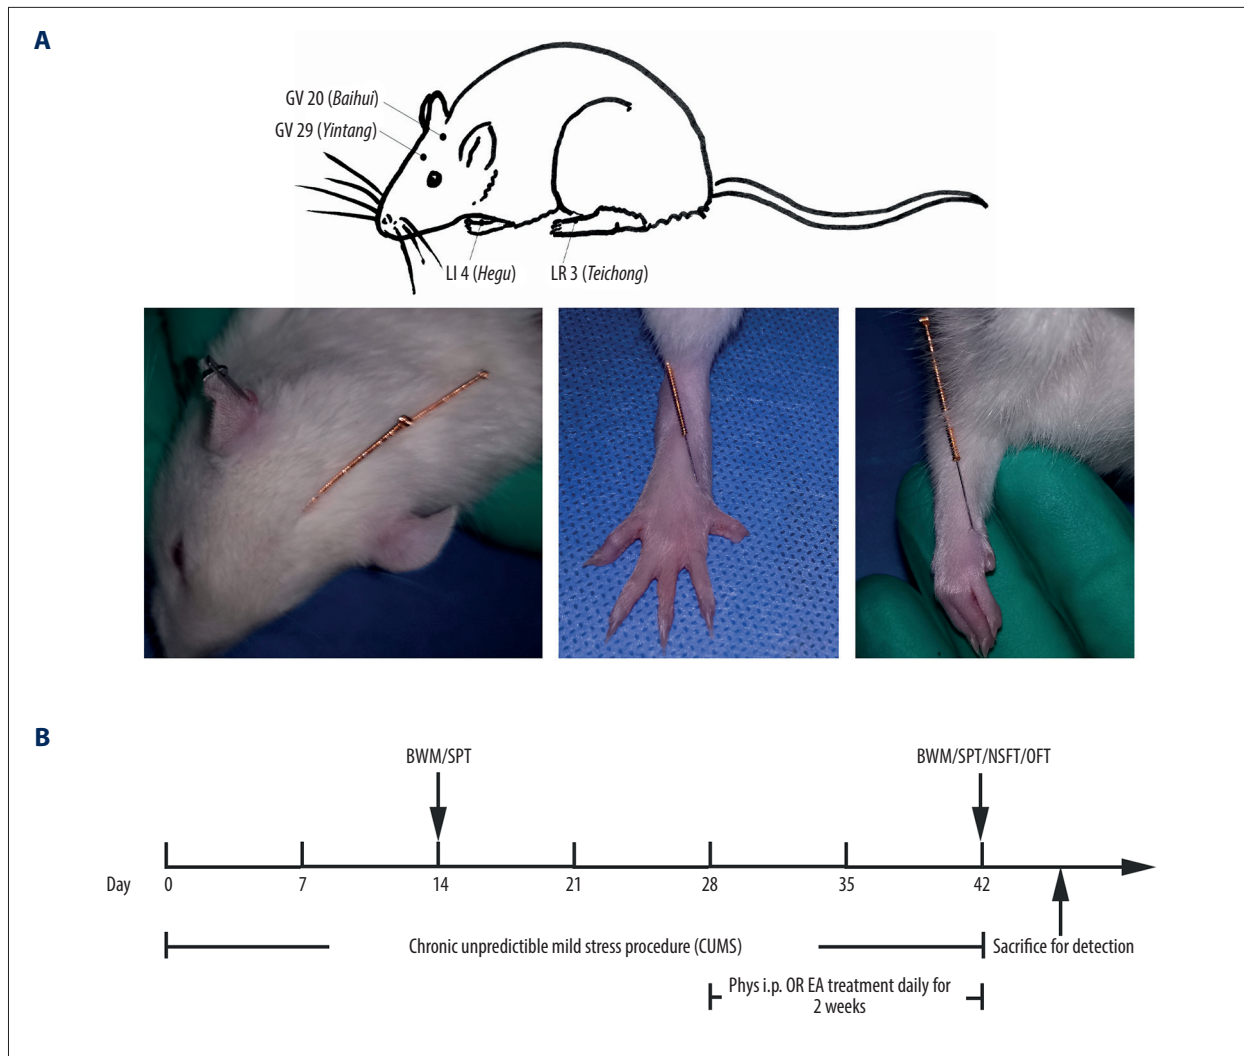 A
GV 20 (Baihui)
GV 29 (Yintang)
LI 4 (Hegu)
LR 3 (Teichong)
B
BWM/SPT
BWM/SPT/NSFT/OFT
Day
0
7
14
21
28
35
42
Chronic unpredictible mild stress procedure (CUMS)
Sacrifice for detection
Phys i.p. OR EA treatment daily for
2 weeks